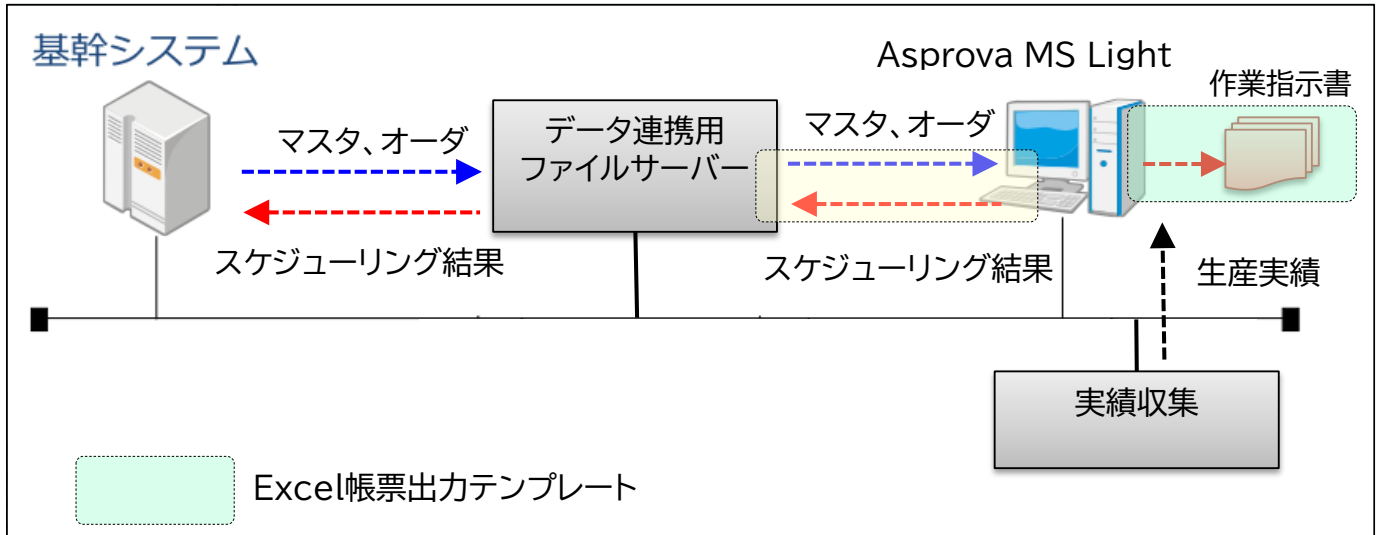 基幹システム
Asprova MS Light
作業指示書
マスタ、オーダ
データ連携用
ファイルサーバー
マスタ、オーダ
スケジューリング結果
スケジューリング結果
生産実績
実績収集
Excel帳票出力テンプレート